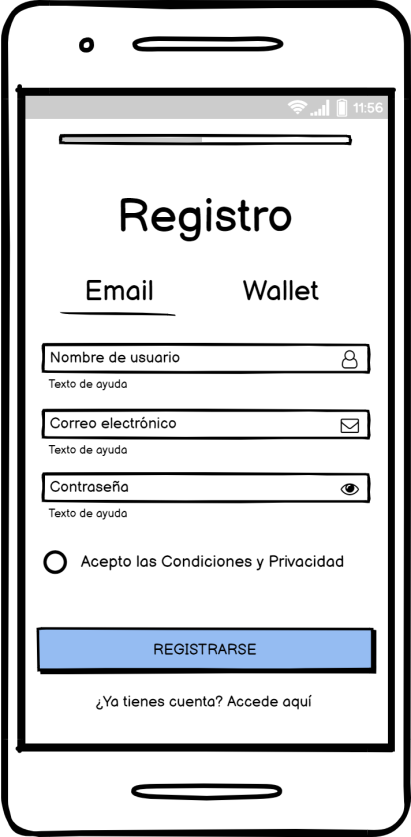 11:56
Registro
Email Wallet
Nombre de usuario
Texto de ayuda
Correo electrónico
Texto de ayuda
Contraseña
Texto de ayuda
Acepto las Condiciones y Privacidad
REGISTRARSE
¿Ya tienes cuenta? Accede aquí